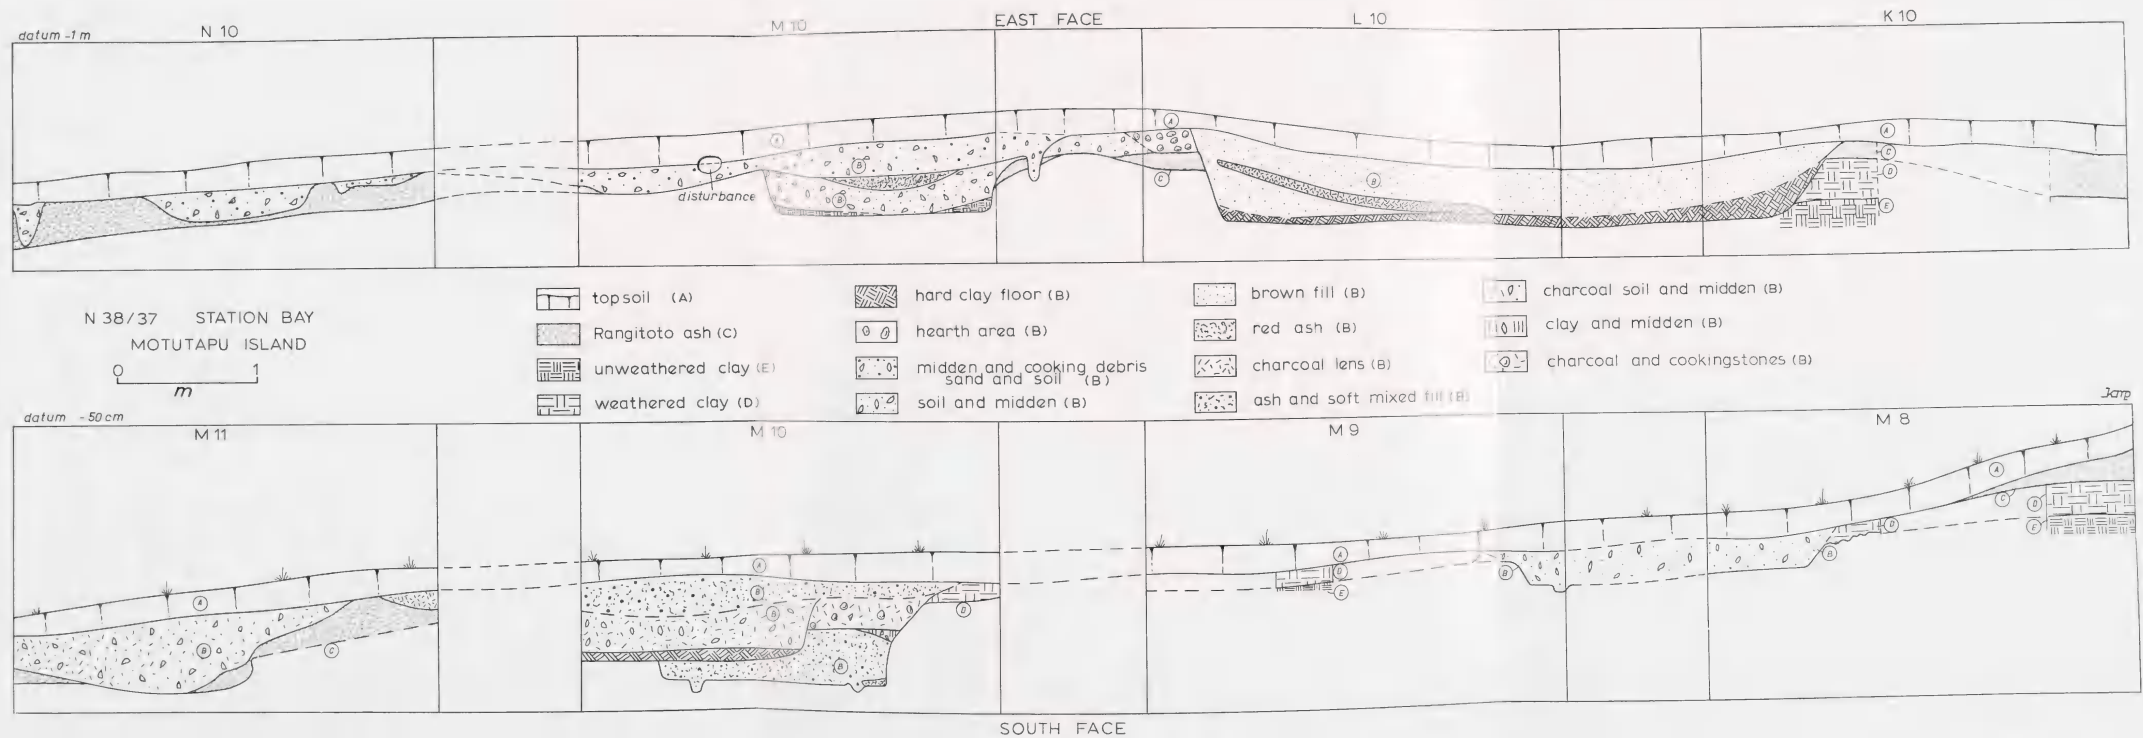 EAST FACE
datum -1 m
N 10
M 10
L 10
K 10
A
B
B
disturbance
A
C
B
A
C
D
E
N 38/37 STATION BAY
MOTUTAPU ISLAND
0 1
m
topsoil (A)
Rangitoto ash (C)
unweathered clay (E)
weathered clay (D)
hard clay floor (B)
hearth area (B)
midden and cooking debris
sand and soil (B)
soil and midden (B)
brown fill (B)
red ash (B)
charcoal lens (B)
ash and soft mixed fill (B)
charcoal soil and midden (B)
clay and midden (B)
charcoal and cookingstones (B)
datum -50 cm
M 11
M 10
M 9
M 8
A
B
C
A
B
B
B
D
A
D
E
B
B
D
A
C
D
E
SOUTH FACE